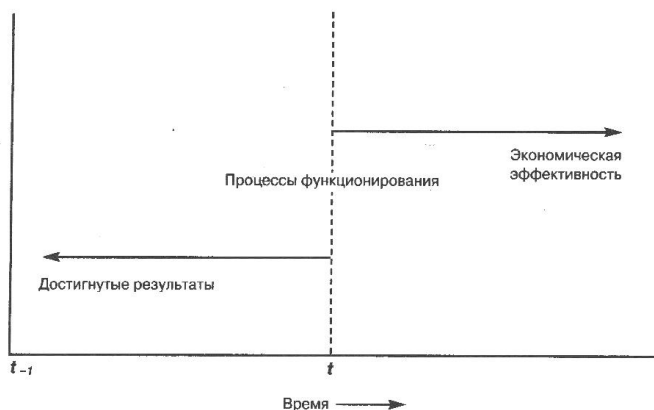 Экономическая
эффективность
Процессы функционирования
Достигнутые результаты
t –1
t
Время